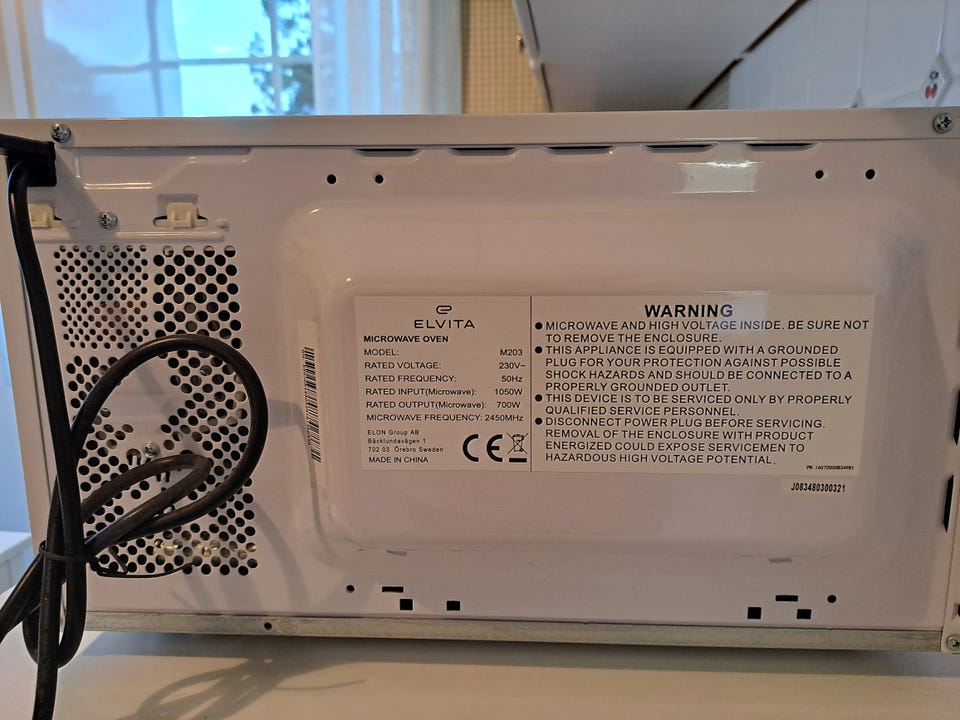 ELVITA
MICROWAVE OVEN
MODEL: M203
RATED VOLTAGE: 230V~
RATED FREQUENCY: 50Hz
RATED INPUT(Microwave): 1050W
RATED OUTPUT(Microwave): 700W
MICROWAVE FREQUENCY: 2450MHz
ELON Group AB
Bäcklundavägen 1
702 03 Örebro Sweden
MADE IN CHINA
CE
WARNING
● MICROWAVE AND HIGH VOLTAGE INSIDE. BE SURE NOT
TO REMOVE THE ENCLOSURE.
● THIS APPLIANCE IS EQUIPPED WITH A GROUNDED
PLUG FOR YOUR PROTECTION AGAINST POSSIBLE
SHOCK HAZARDS AND SHOULD BE CONNECTED TO A
PROPERLY GROUNDED OUTLET.
● THIS DEVICE IS TO BE SERVICED ONLY BY PROPERLY
QUALIFIED SERVICE PERSONNEL.
● DISCONNECT POWER PLUG BEFORE SERVICING.
REMOVAL OF THE ENCLOSURE WITH PRODUCT
ENERGIZED COULD EXPOSE SERVICEMEN TO
HAZARDOUS HIGH VOLTAGE POTENTIAL.
PN:16070000834981
J083480300321